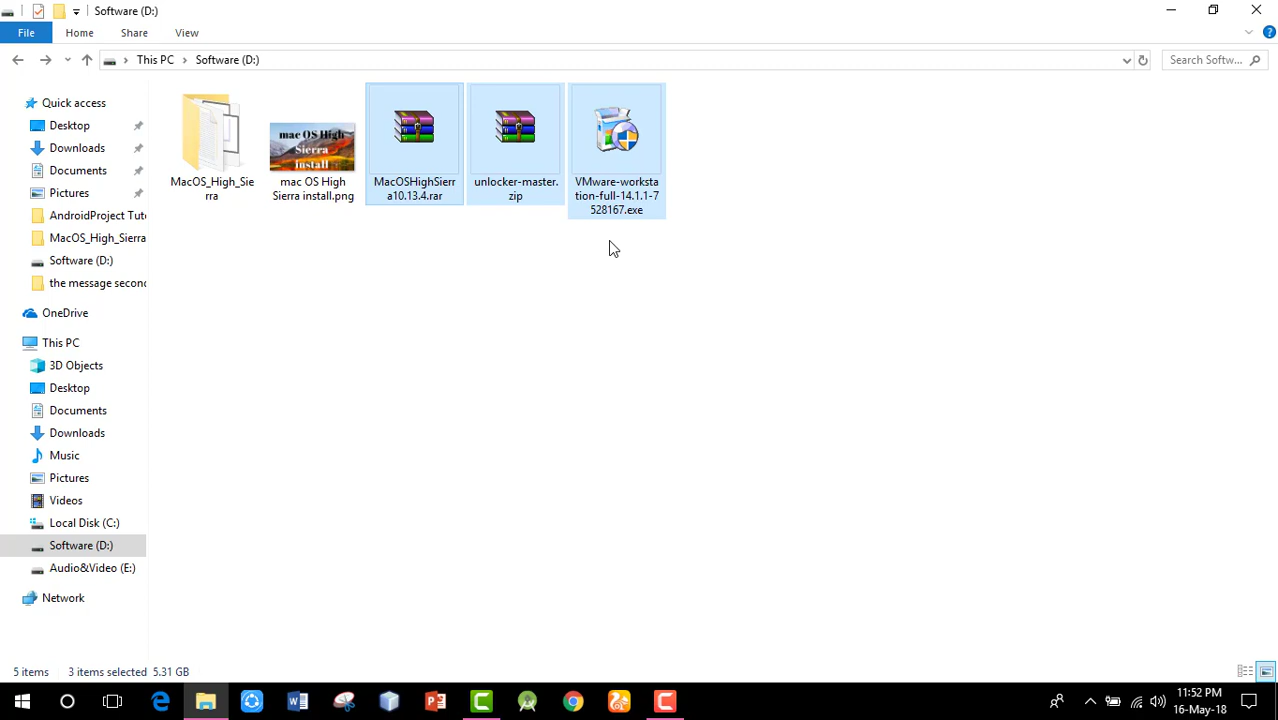 Software (D:)
File
Home
Share
View
This PC
Software (D:)
Search Softw...
Quick access
Desktop
Downloads
Documents
Pictures
AndroidProject Tut
MacOS_High_Sierra
Software (D:)
the message second
OneDrive
This PC
3D Objects
Desktop
Documents
Downloads
Music
Pictures
Videos
Local Disk (C:)
Software (D:)
Audio&Video (E:)
Network
mac OS High
Sierra
install
MacOS_High_Sie
rra
mac OS High
Sierra install.png
MacOSHighSierr
a10.13.4.rar
unlocker-master.
zip
VMware-worksta
tion-full-14.1.1-7
528167.exe
5 items
3 items selected 5.31 GB
11:52 PM
16-May-18